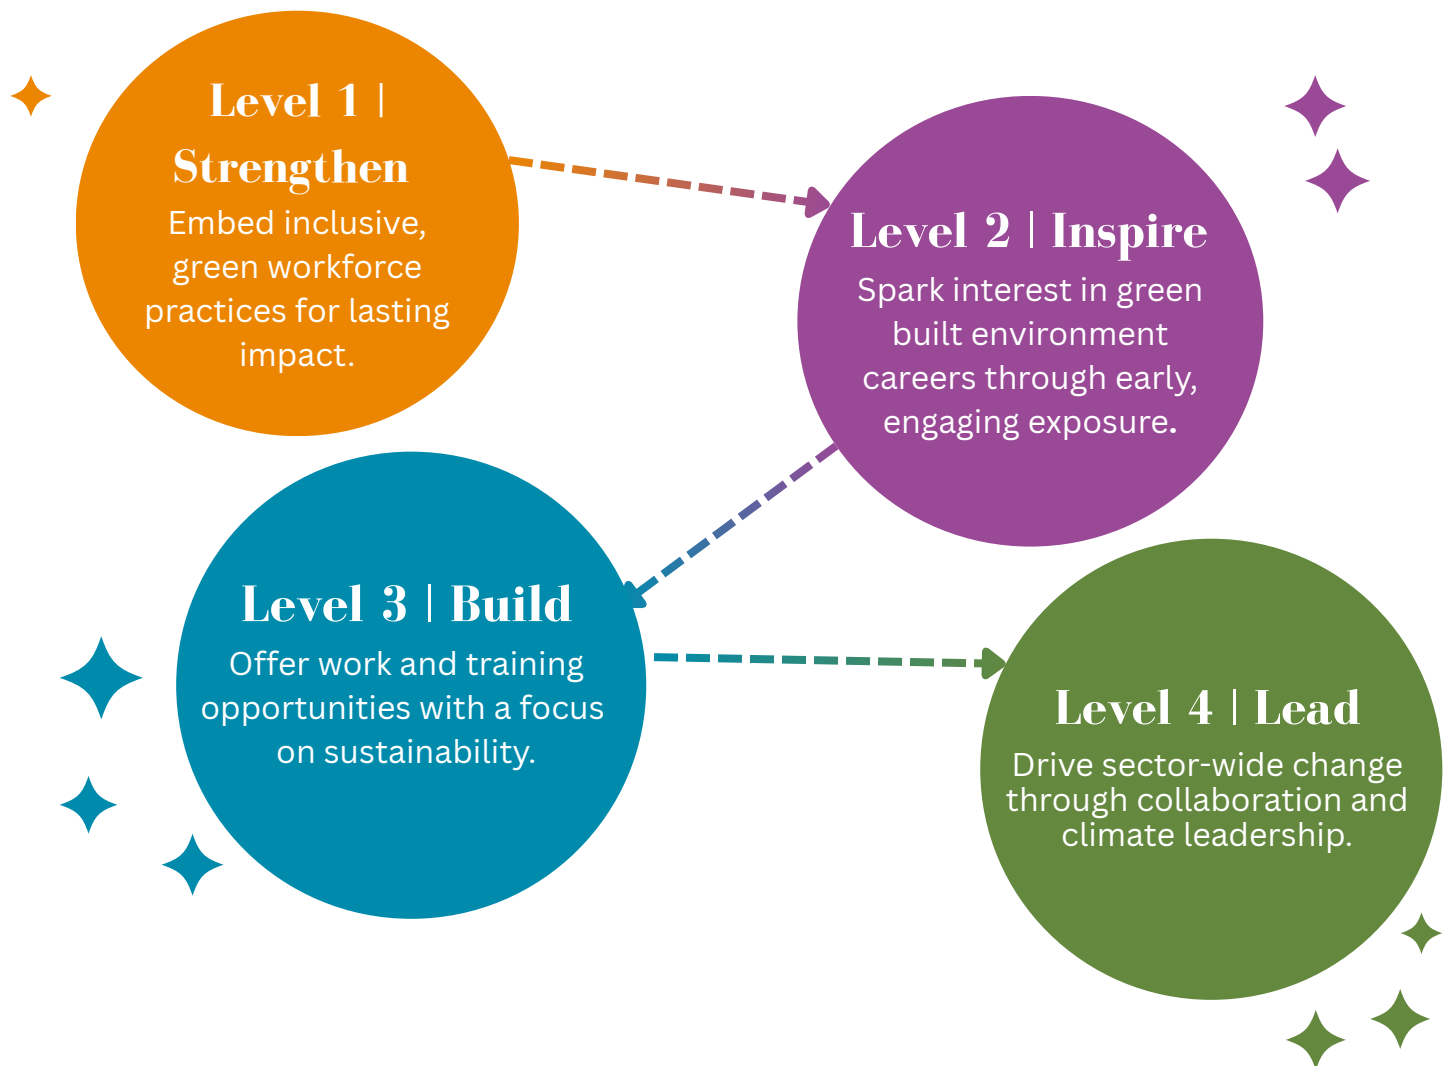 Level 1 |
Strengthen
Embed inclusive,
green workforce
practices for lasting
impact.
Level 2 | Inspire
Spark interest in green
built environment
careers through early,
engaging exposure.
Level 3 | Build
Offer work and training
opportunities with a focus
on sustainability.
Level 4 | Lead
Drive sector-wide change
through collaboration and
climate leadership.